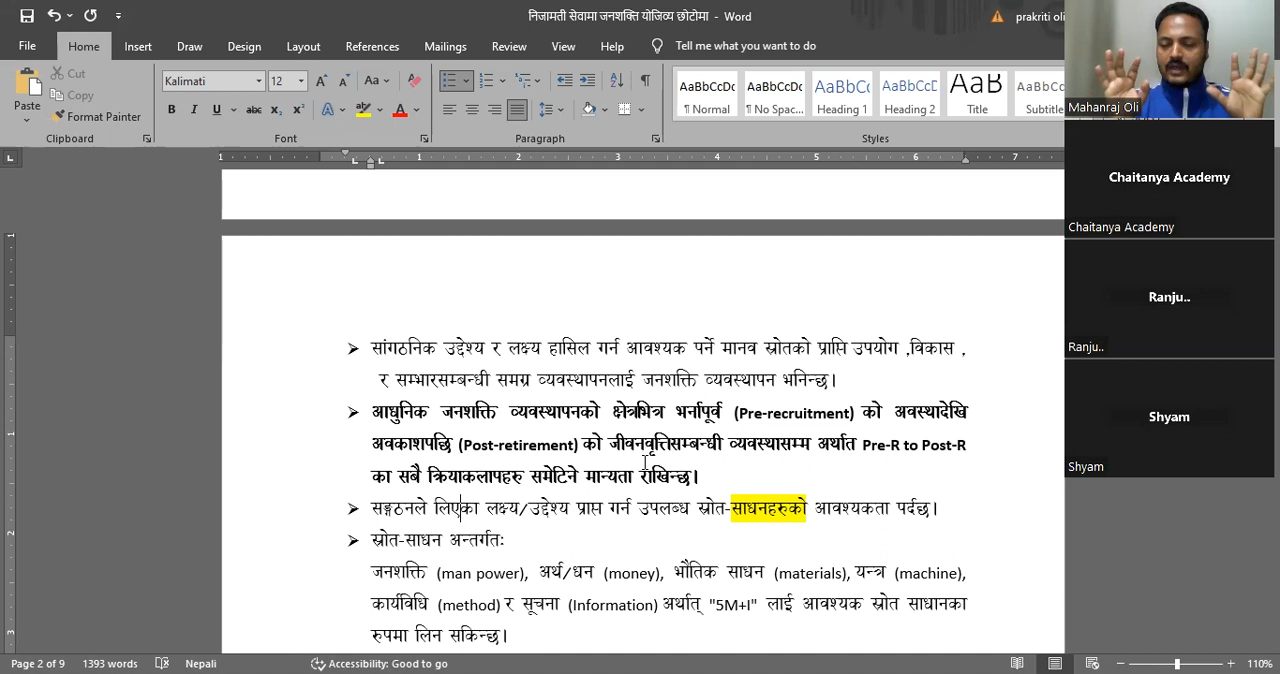 निजामती सेवामा जनशक्ति योजिव्य छोटोमा - Word
prakriti oli
File Home Insert Draw Design Layout References Mailings Review View Help Tell me what you want to do
Paste
Cut
Copy
Format Painter
Clipboard
Kalimati 12
Font
Paragraph
AaBbCcDc AaBbCcDc AaBbCc AaBbCcD AaB AaBbCcD
¶ Normal ¶ No Spac... Heading 1 Heading 2 Title Subtitle
Styles
Mahanraj Oli
Chaitanya Academy
Chaitanya Academy
Ranju..
Ranju..
Shyam
Shyam
➢ सांगठनिक उद्देश्य र लक्ष्य हासिल गर्न आवश्यक पर्ने मानव स्रोतको प्राप्ति उपयोग ,विकास ,
र सम्भारसम्बन्धी समग्र व्यवस्थापनलाई जनशक्ति व्यवस्थापन भनिन्छ।
➢ आधुनिक जनशक्ति व्यवस्थापनको क्षेत्रभित्र भर्नापूर्व (Pre-recruitment) को अवस्थादेखि
अवकाशपछि (Post-retirement) को जीवनवृत्तिसम्बन्धी व्यवस्थासम्म अर्थात Pre-R to Post-R
का सबै क्रियाकलापहरु समेटिने मान्यता राखिन्छ।
➢ सङ्गठनले लिएका लक्ष्य/उद्देश्य प्राप्त गर्न उपलब्ध स्रोत-साधनहरुको आवश्यकता पर्दछ।
➢ स्रोत-साधन अन्तर्गतः
जनशक्ति (man power), अर्थ/धन (money), भौतिक साधन (materials), यन्त्र (machine),
कार्यविधि (method) र सूचना (Information) अर्थात् "5M+I" लाई आवश्यक स्रोत साधानका
रुपमा लिन सकिन्छ।
Page 2 of 9 1393 words Nepali Accessibility: Good to go 110%